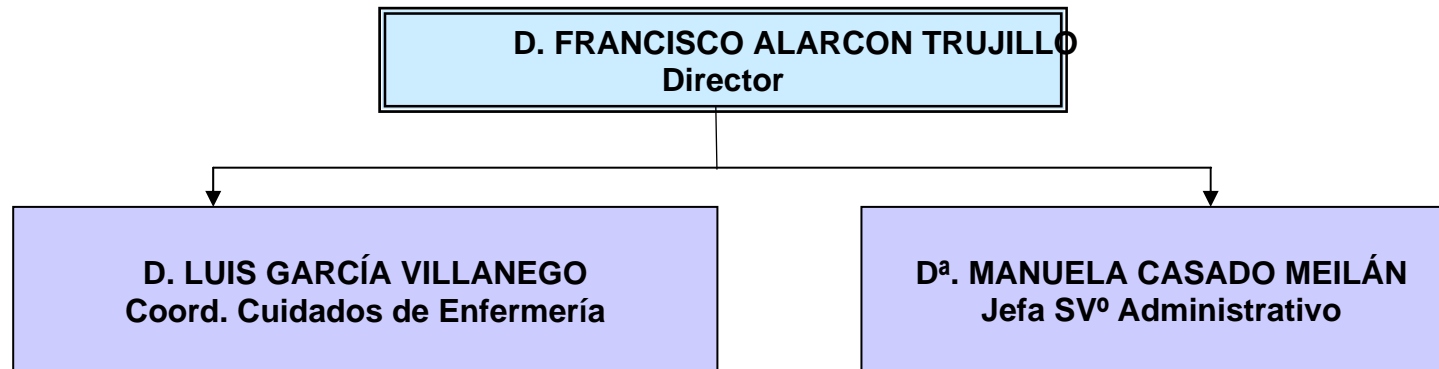 D. FRANCISCO ALARCON TRUJILLO
Director
D. LUIS GARCÍA VILLANEGO
Coord. Cuidados de Enfermería
Dª. MANUELA CASADO MEILÁN
Jefa SVº Administrativo